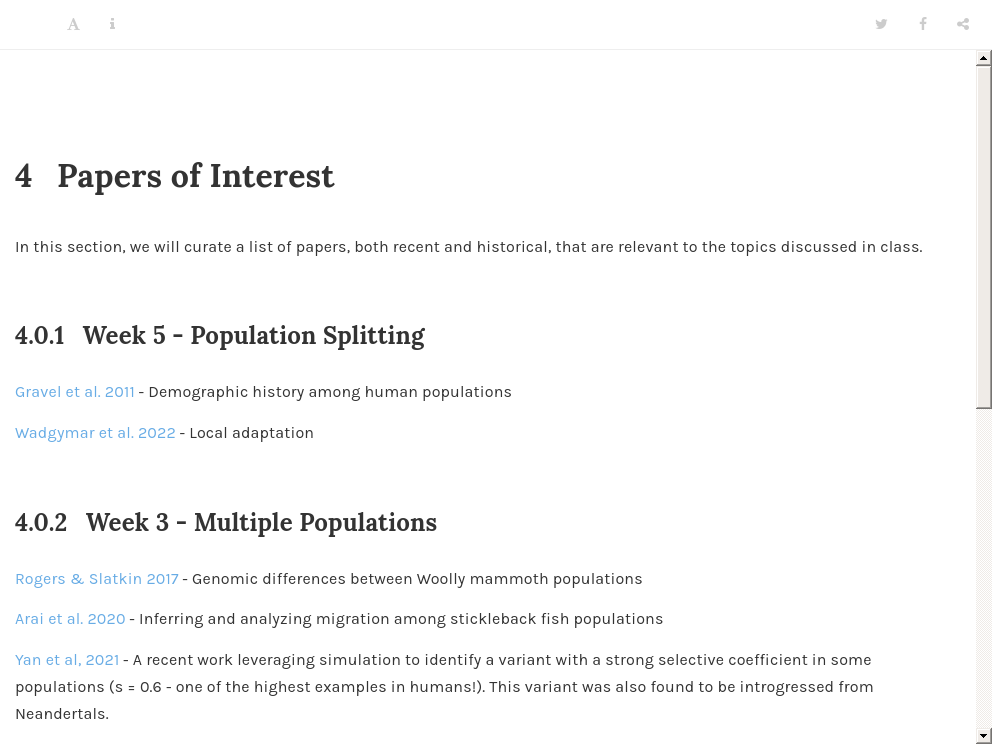 4 Papers of Interest
In this section, we will curate a list of papers, both recent and historical, that are relevant to the topics discussed in class.
4.0.1 Week 5 - Population Splitting
Gravel et al. 2011 - Demographic history among human populations
Wadgymar et al. 2022 - Local adaptation
4.0.2 Week 3 - Multiple Populations
Rogers & Slatkin 2017 - Genomic differences between Woolly mammoth populations
Arai et al. 2020 - Inferring and analyzing migration among stickleback fish populations
Yan et al, 2021 - A recent work leveraging simulation to identify a variant with a strong selective coefficient in some
populations (s = 0.6 - one of the highest examples in humans!). This variant was also found to be introgressed from
Neandertals.